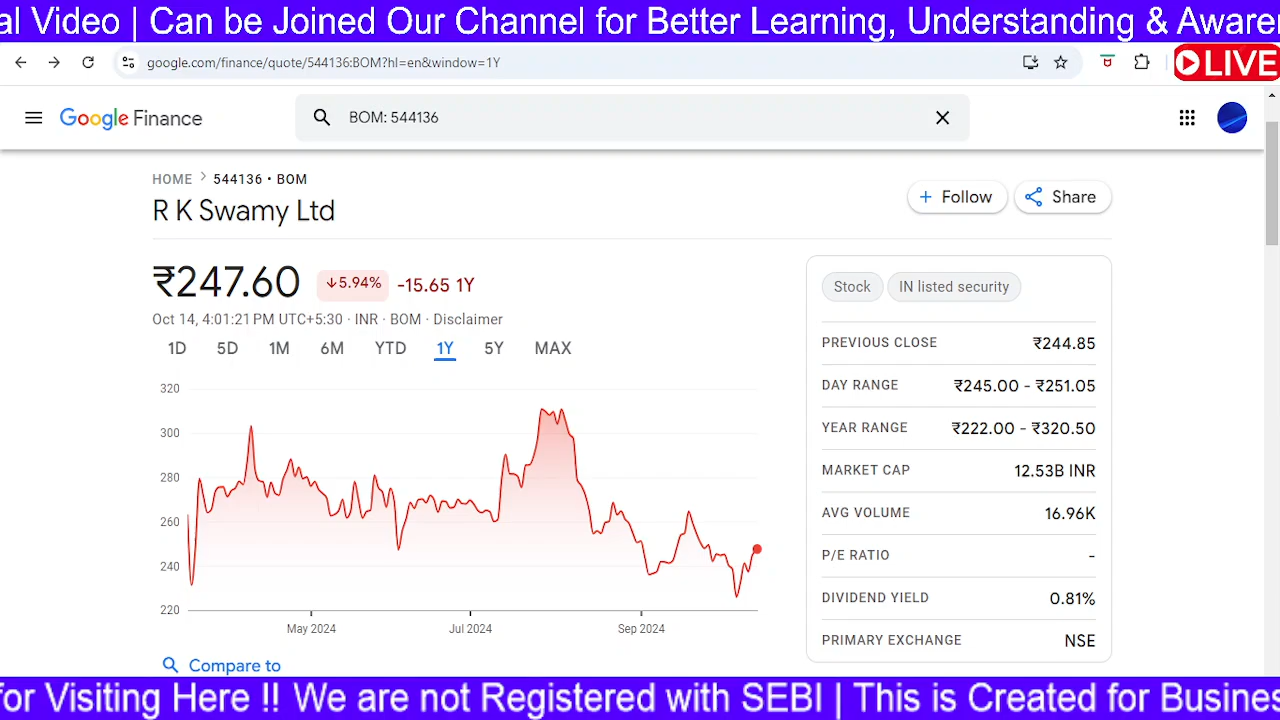 al Video | Can be Joined Our Channel for Better Learning, Understanding & Aware
google.com/finance/quote/544136:BOM?hl=en&window=1Y
LIVE
Google Finance
BOM: 544136
HOME > 544136 • BOM
R K Swamy Ltd
+ Follow
Share
₹247.60 ↓5.94% -15.65 1Y
Oct 14, 4:01:21 PM UTC+5:30 · INR · BOM · Disclaimer
1D 5D 1M 6M YTD 1Y 5Y MAX
320
300
280
260
240
220
May 2024 Jul 2024 Sep 2024
Compare to
Stock IN listed security
PREVIOUS CLOSE ₹244.85
DAY RANGE ₹245.00 - ₹251.05
YEAR RANGE ₹222.00 - ₹320.50
MARKET CAP 12.53B INR
AVG VOLUME 16.96K
P/E RATIO -
DIVIDEND YIELD 0.81%
PRIMARY EXCHANGE NSE
for Visiting Here !! We are not Registered with SEBI | This is Created for Busines